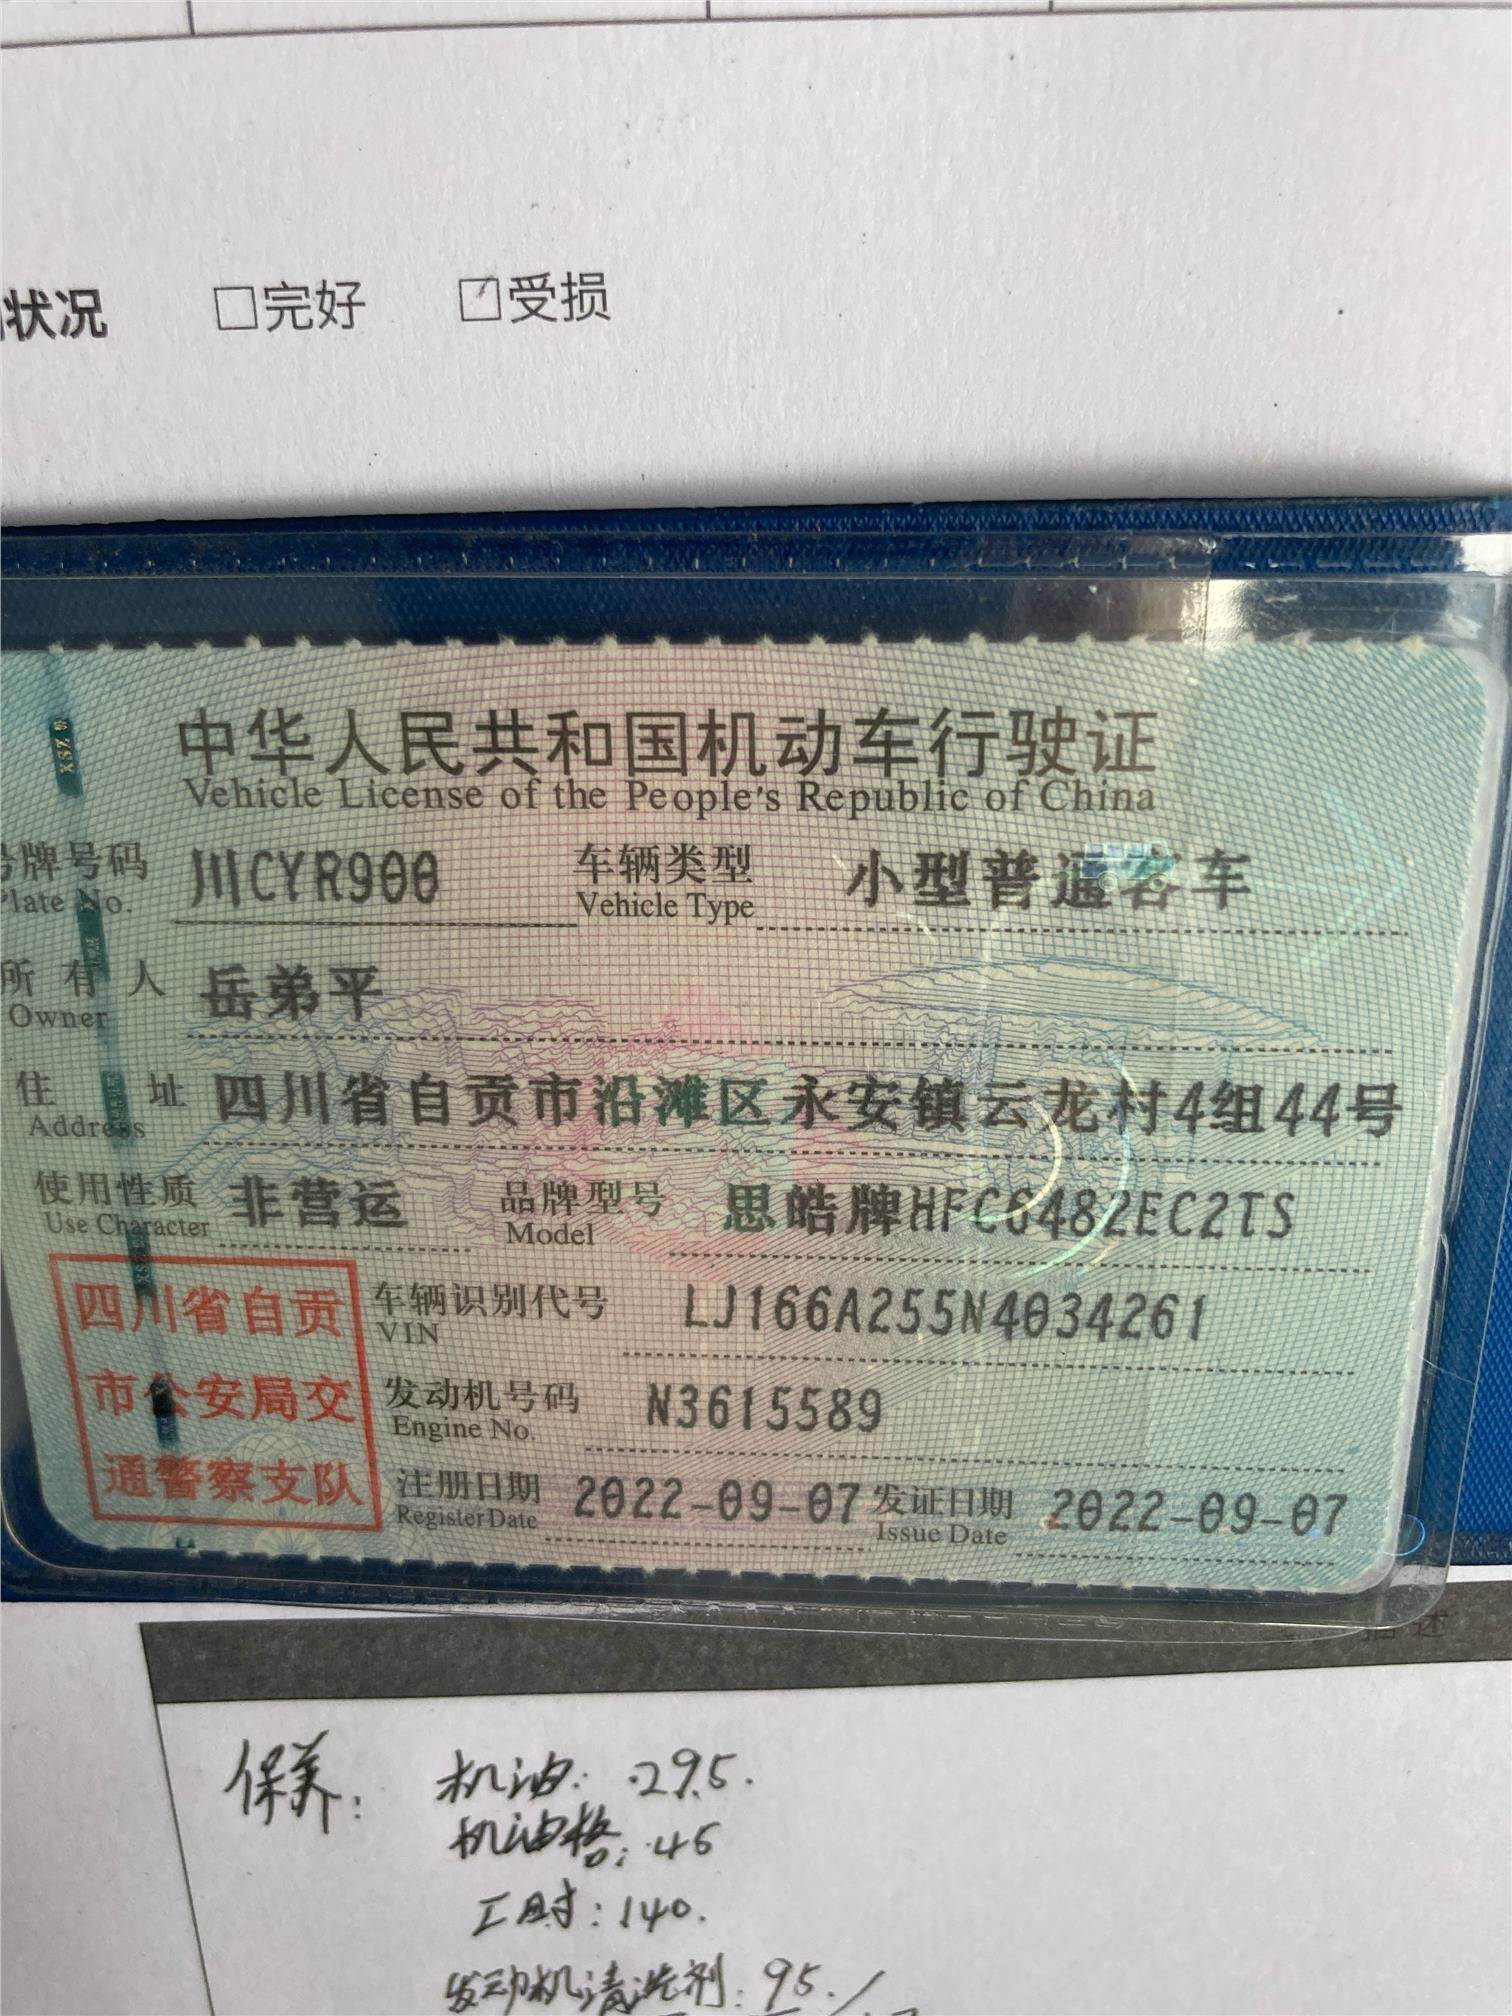 状况 □完好 ☑受损
中华人民共和国机动车行驶证
Vehicle License of the People's Republic of China
号牌号码 川CYR900 车辆类型 小型普通客车
Plate No. Vehicle Type
所有人 岳弟平
Owner
住址 四川省自贡市沿滩区永安镇云龙村4组44号
Address
使用性质 非营运 品牌型号 思皓牌HFC6482EC2TS
Use Character Model
四川省自贡
市公安局交
通警察支队
车辆识别代号 LJ166A255N4034261
VIN
发动机号码 N3615589
Engine No.
注册日期 2022-09-07 发证日期 2022-09-07
Register Date Issue Date
保养: 机油: 295.
机油格: 45
工时: 140.
发动机清洗剂: 95.